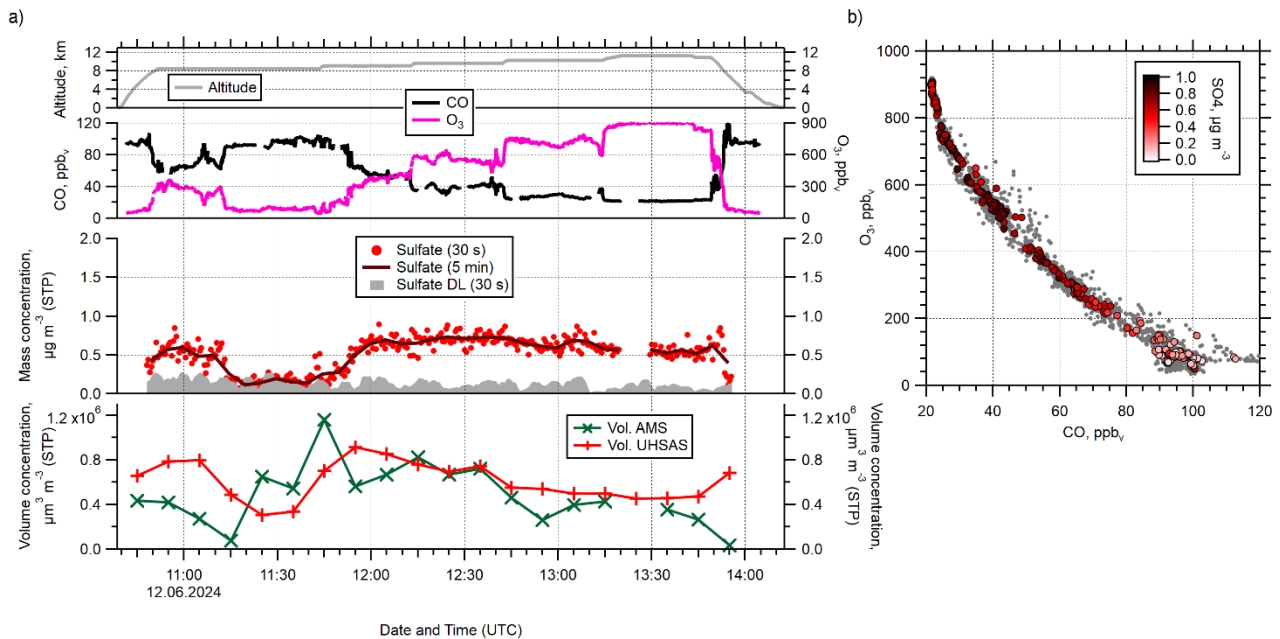 a)
Altitude, km
12
8
4
0
Altitude
12
8
4
0
CO
O3
CO, ppbv
120
80
40
0
900
600
300
0
O3, ppbv
Mass concentration,
µg m-3 (STP)
2.0
1.5
1.0
0.5
0.0
Sulfate (30 s)
Sulfate (5 min)
Sulfate DL (30 s)
2.0
1.5
1.0
0.5
0.0
Volume concentration,
µm3 m-3 (STP)
1.2 x106
0.8
0.4
0.0
Vol. AMS
Vol. UHSAS
1.2 x106
0.8
0.4
0.0
Volume concentration,
µm3 m-3 (STP)
11:00
11:30
12:00
12:30
13:00
13:30
14:00
12.06.2024
Date and Time (UTC)
b)
O3, ppbv
1000
800
600
400
200
0
1.0
0.8
0.6
0.4
0.2
0.0
SO4, µg m-3
20
40
60
80
100
120
CO, ppbv